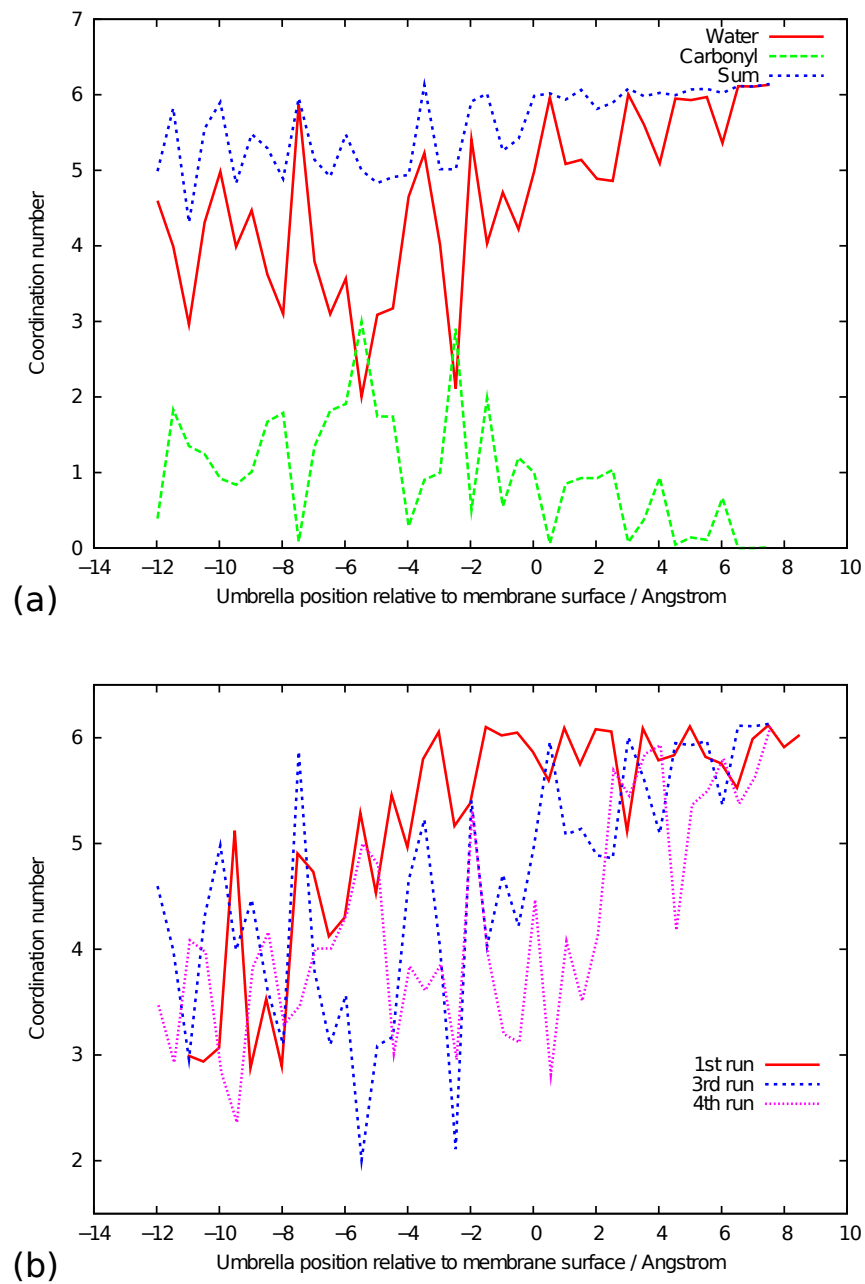 7
6
5
4
3
2
1
0
Coordination number
Water
Carbonyl
Sum
−14 −12 −10 −8 −6 −4 −2 0 2 4 6 8 10
Umbrella position relative to membrane surface / Angstrom
(a)
6
5
4
3
2
Coordination number
1st run
3rd run
4th run
−14 −12 −10 −8 −6 −4 −2 0 2 4 6 8 10
Umbrella position relative to membrane surface / Angstrom
(b)